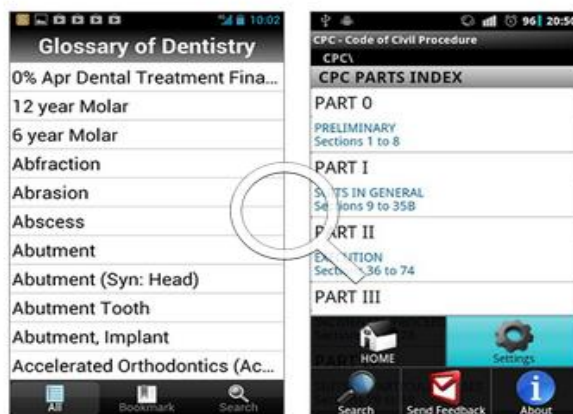 10:02
Glossary of Dentistry
0% Apr Dental Treatment Fina...
12 year Molar
6 year Molar
Abfraction
Abrasion
Abscess
Abutment
Abutment (Syn: Head)
Abutment Tooth
Abutment, Implant
Accelerated Orthodontics (Ac...
All
Bookmark
Search
96 20:50
CPC - Code of Civil Procedure
CPC\
CPC PARTS INDEX
PART 0
PRELIMINARY
Sections 1 to 8
PART I
SUITS IN GENERAL
Sections 9 to 35B
PART II
EXECUTION
Sections 36 to 74
PART III
HOME
Settings
Search
Send Feedback
About